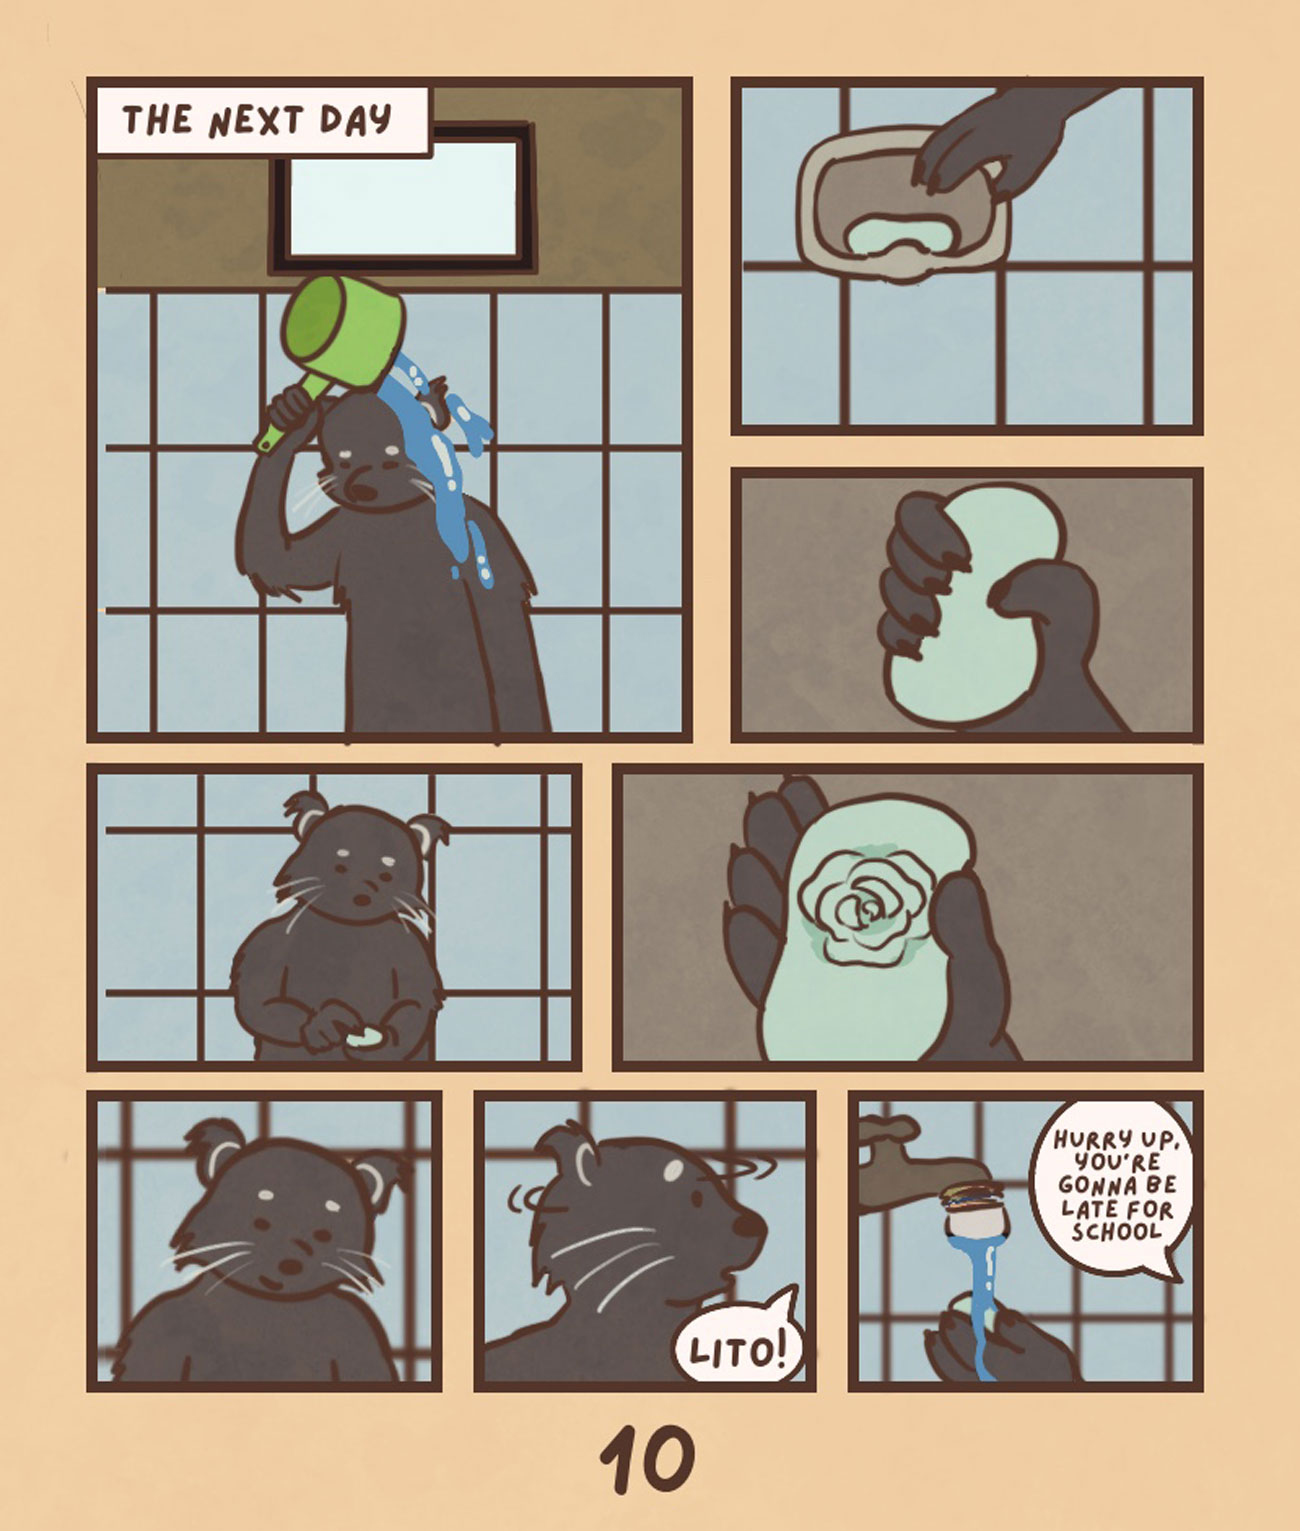 THE NEXT DAY
LITO!
HURRY UP,
YOU'RE
GONNA BE
LATE FOR
SCHOOL
10